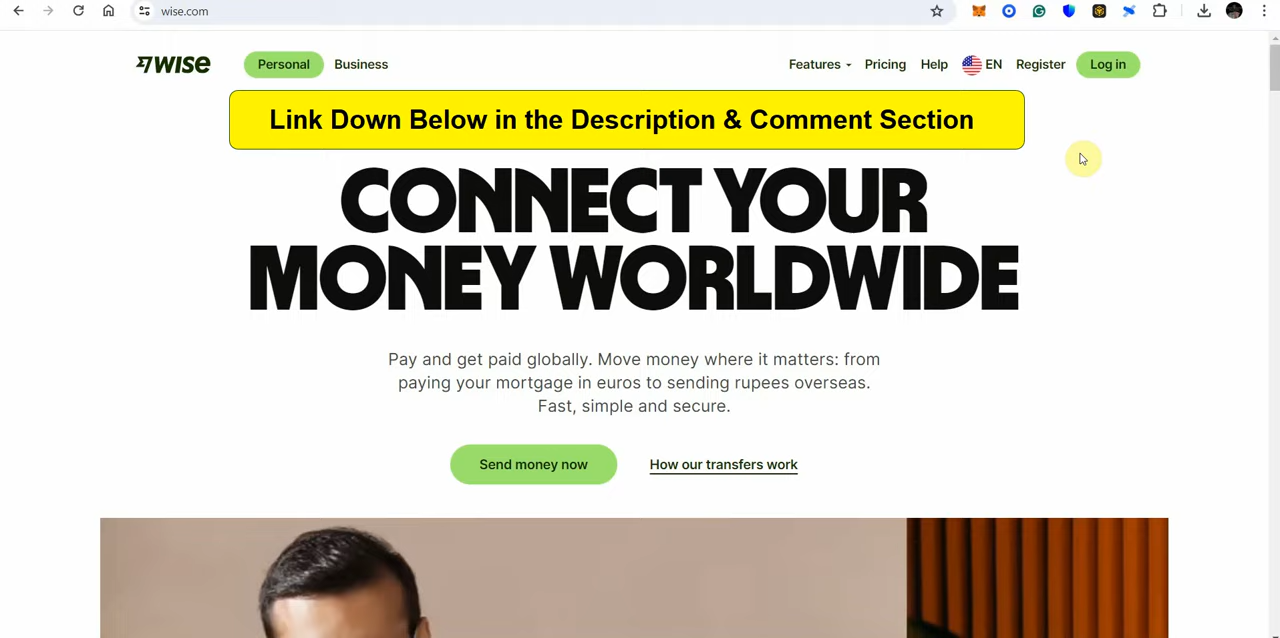 wise.com
WISE
Personal
Business
Features
Pricing
Help
EN
Register
Log in
Link Down Below in the Description & Comment Section
CONNECT YOUR
MONEY WORLDWIDE
Pay and get paid globally. Move money where it matters: from
paying your mortgage in euros to sending rupees overseas.
Fast, simple and secure.
Send money now
How our transfers work